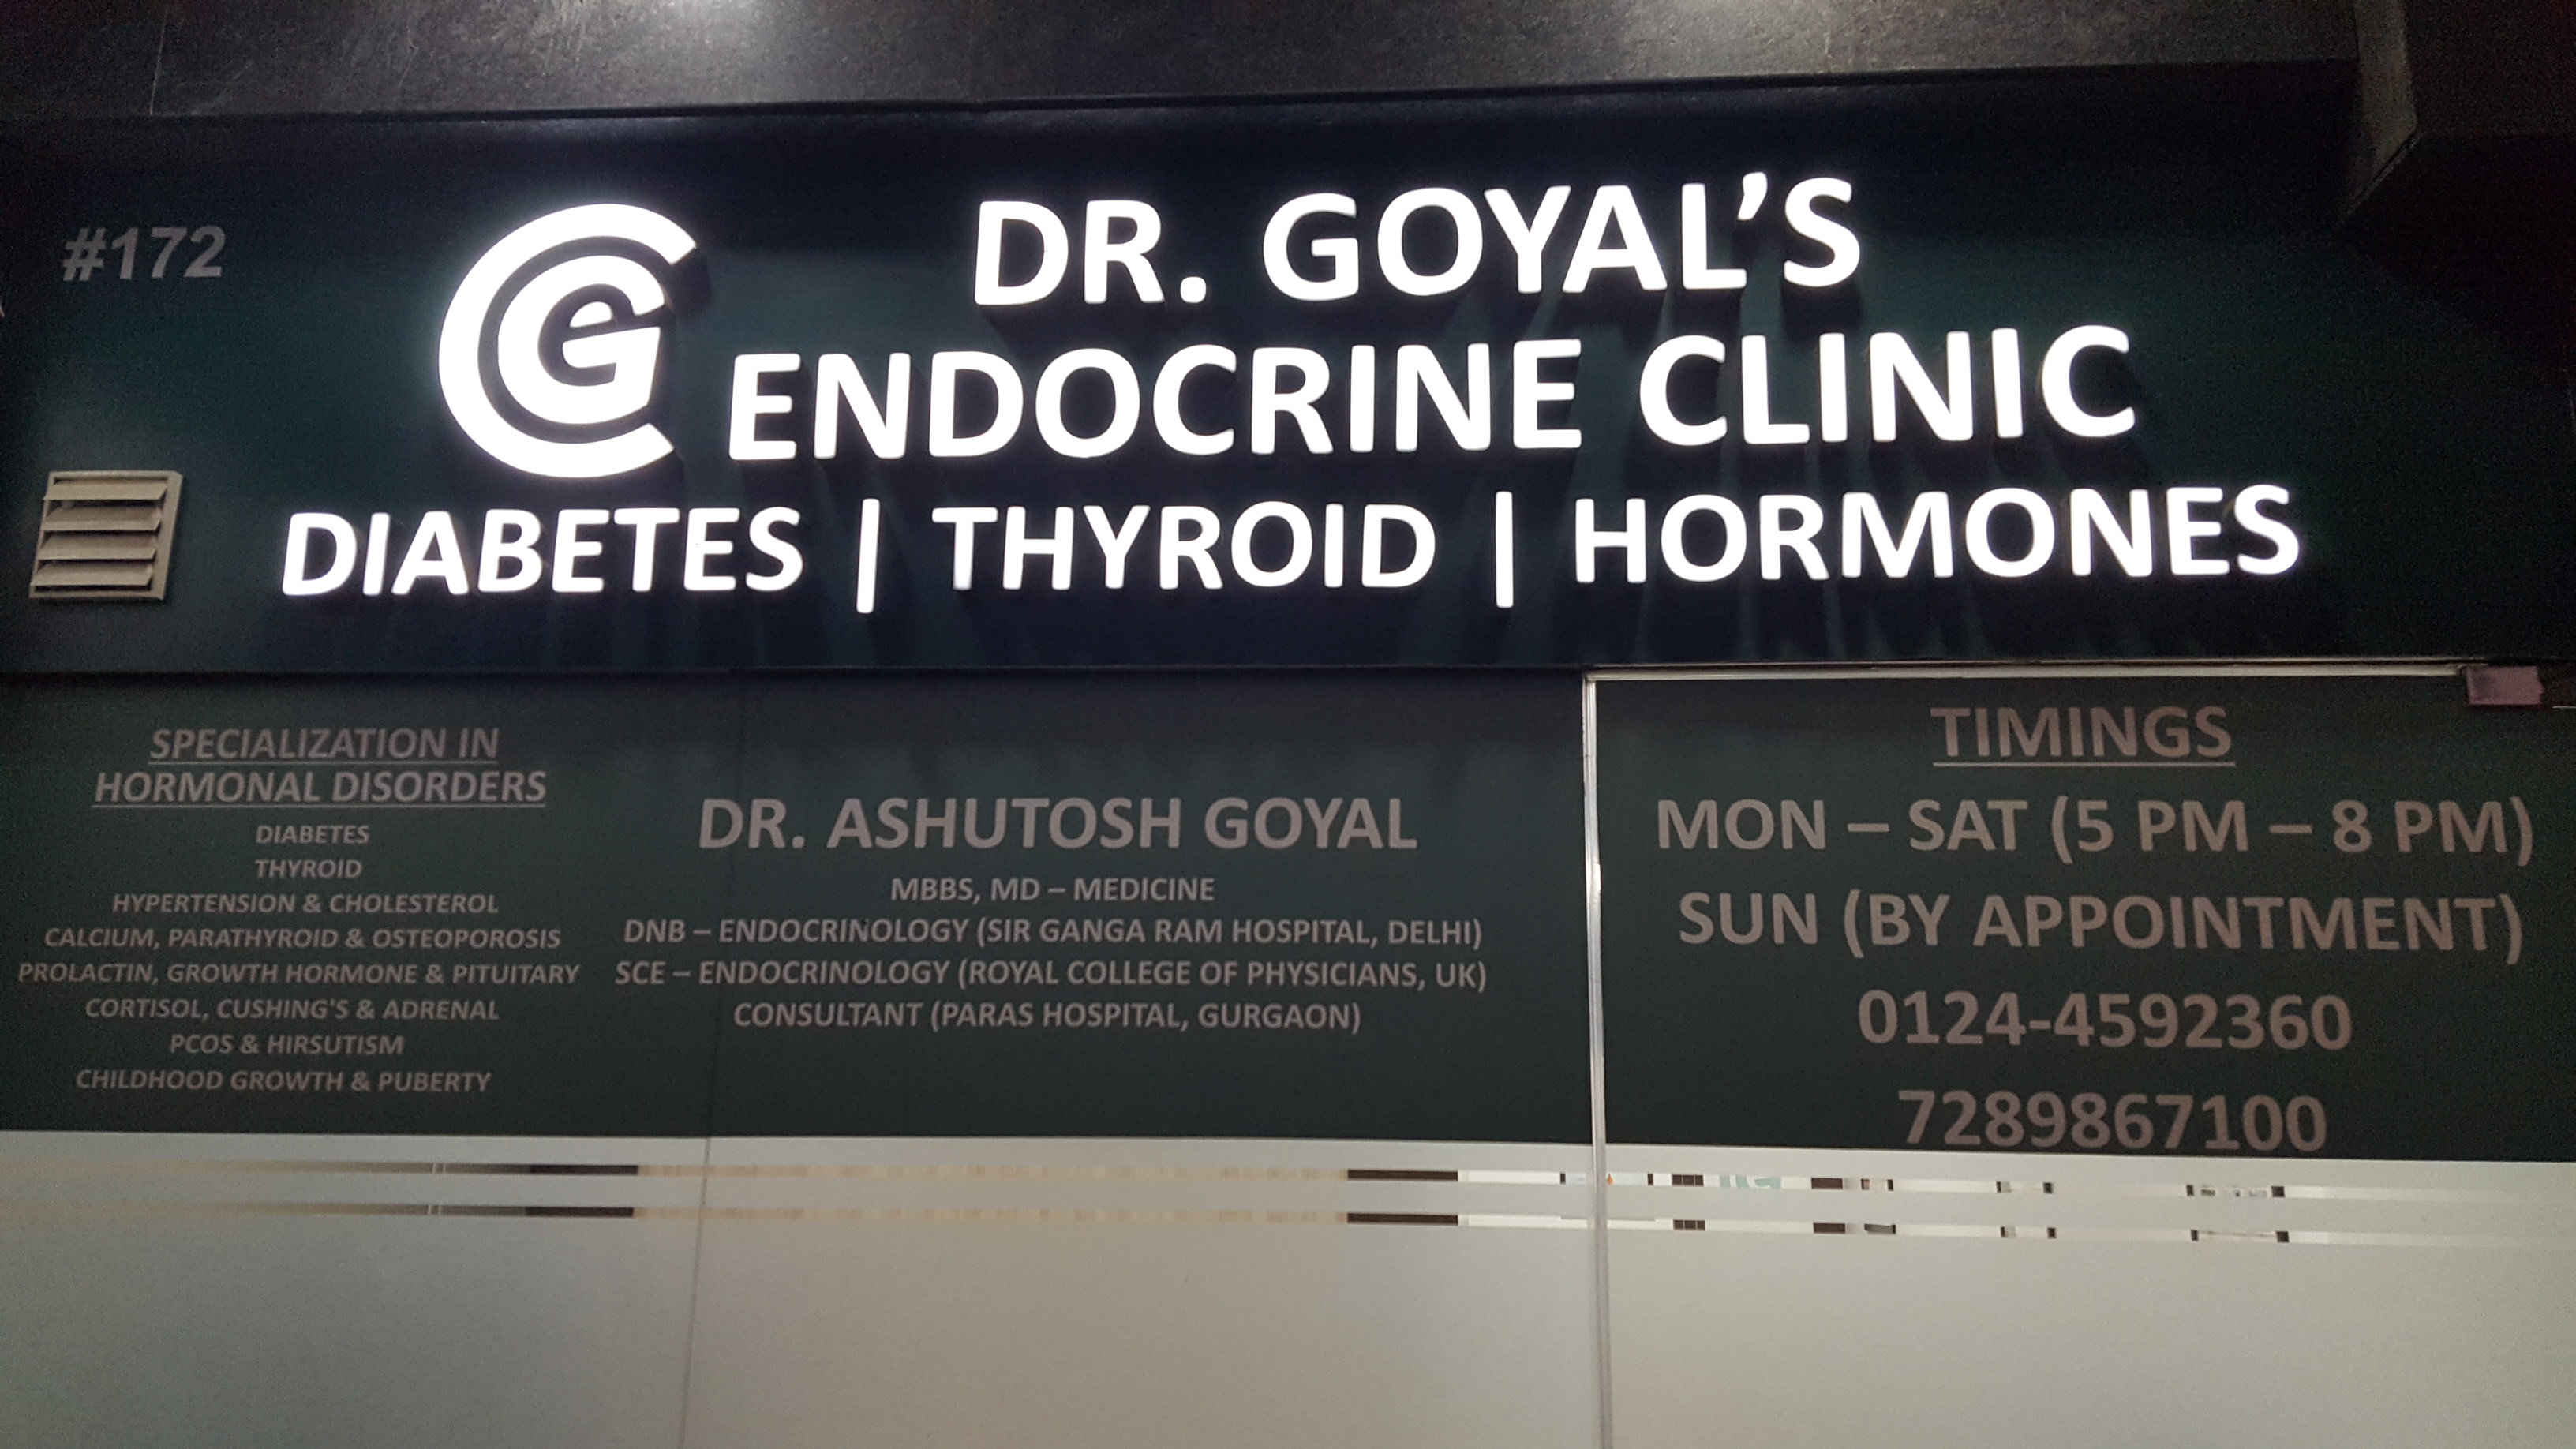 #172
Ge
DR. GOYAL'S
ENDOCRINE CLINIC
DIABETES | THYROID | HORMONES
SPECIALIZATION IN
HORMONAL DISORDERS
DIABETES
THYROID
HYPERTENSION & CHOLESTEROL
CALCIUM, PARATHYROID & OSTEOPOROSIS
PROLACTIN, GROWTH HORMONE & PITUITARY
CORTISOL, CUSHING'S & ADRENAL
PCOS & HIRSUTISM
CHILDHOOD GROWTH & PUBERTY
DR. ASHUTOSH GOYAL
MBBS, MD – MEDICINE
DNB – ENDOCRINOLOGY (SIR GANGA RAM HOSPITAL, DELHI)
SCE – ENDOCRINOLOGY (ROYAL COLLEGE OF PHYSICIANS, UK)
CONSULTANT (PARAS HOSPITAL, GURGAON)
TIMINGS
MON – SAT (5 PM – 8 PM)
SUN (BY APPOINTMENT)
0124-4592360
7289867100